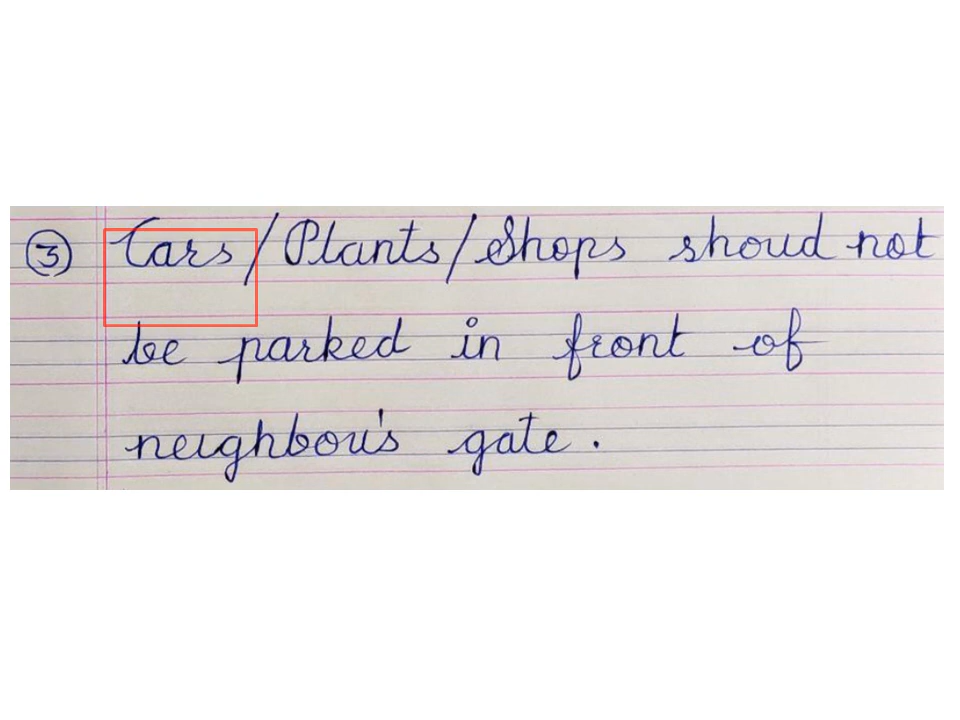 ③ Cars/Plants/Shops shoud not
be parked in front of
neighbou's gate.